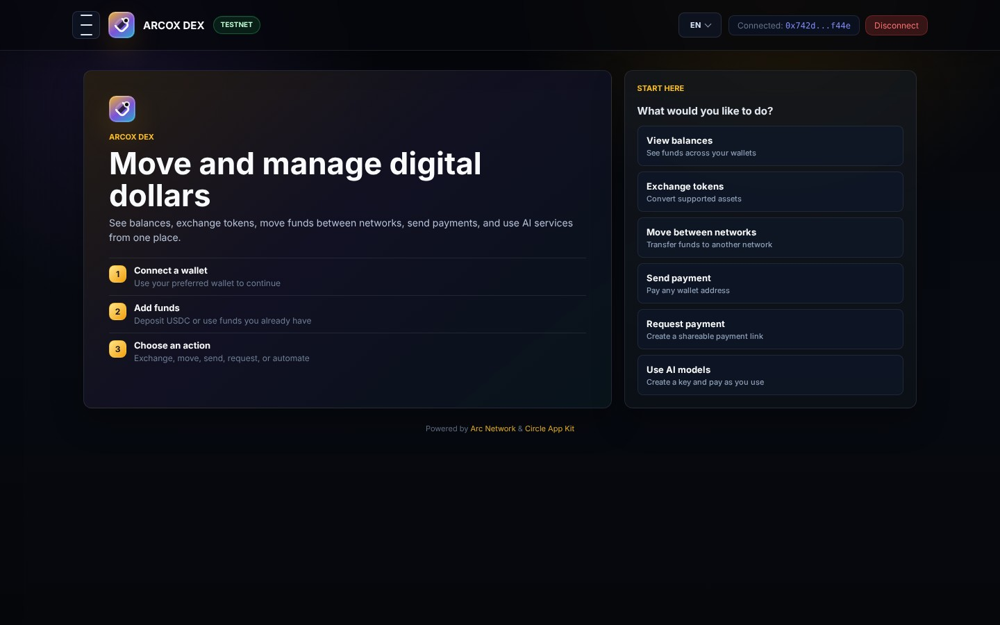 ARCOX DEX
TESTNET
EN
Connected: 0x742d...f44e
Disconnect
ARCOX DEX
Move and manage digital
dollars
See balances, exchange tokens, move funds between networks, send payments, and use AI services
from one place.
1
Connect a wallet
Use your preferred wallet to continue
2
Add funds
Deposit USDC or use funds you already have
3
Choose an action
Exchange, move, send, request, or automate
START HERE
What would you like to do?
View balances
See funds across your wallets
Exchange tokens
Convert supported assets
Move between networks
Transfer funds to another network
Send payment
Pay any wallet address
Request payment
Create a shareable payment link
Use AI models
Create a key and pay as you use
Powered by Arc Network & Circle App Kit